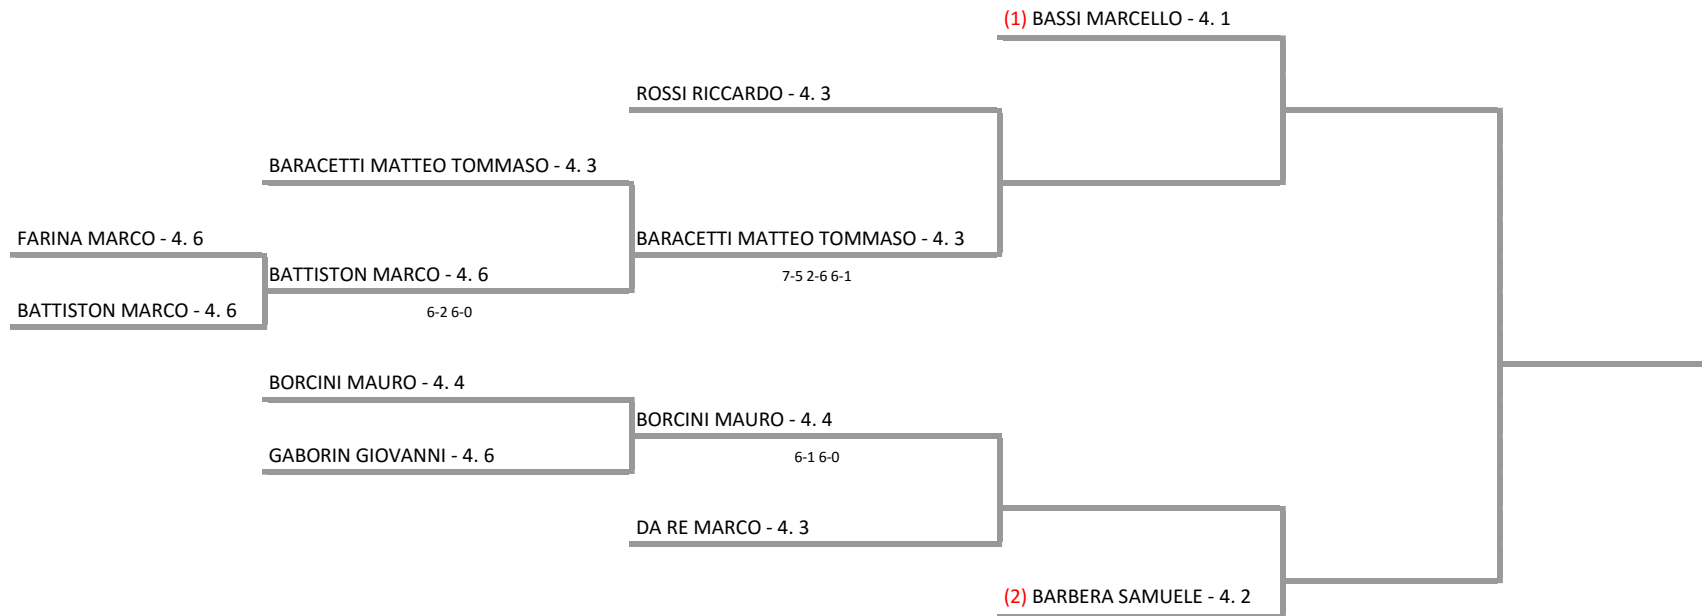 (1) BASSI MARCELLO - 4. 1
ROSSI RICCARDO - 4. 3
BARACETTI MATTEO TOMMASO - 4. 3
FARINA MARCO - 4. 6
BARACETTI MATTEO TOMMASO - 4. 3
BATTISTON MARCO - 4. 6
7-5 2-6 6-1
BATTISTON MARCO - 4. 6
6-2 6-0
BORCINI MAURO - 4. 4
BORCINI MAURO - 4. 4
GABORIN GIOVANNI - 4. 6
6-1 6-0
DA RE MARCO - 4. 3
(2) BARBERA SAMUELE - 4. 2